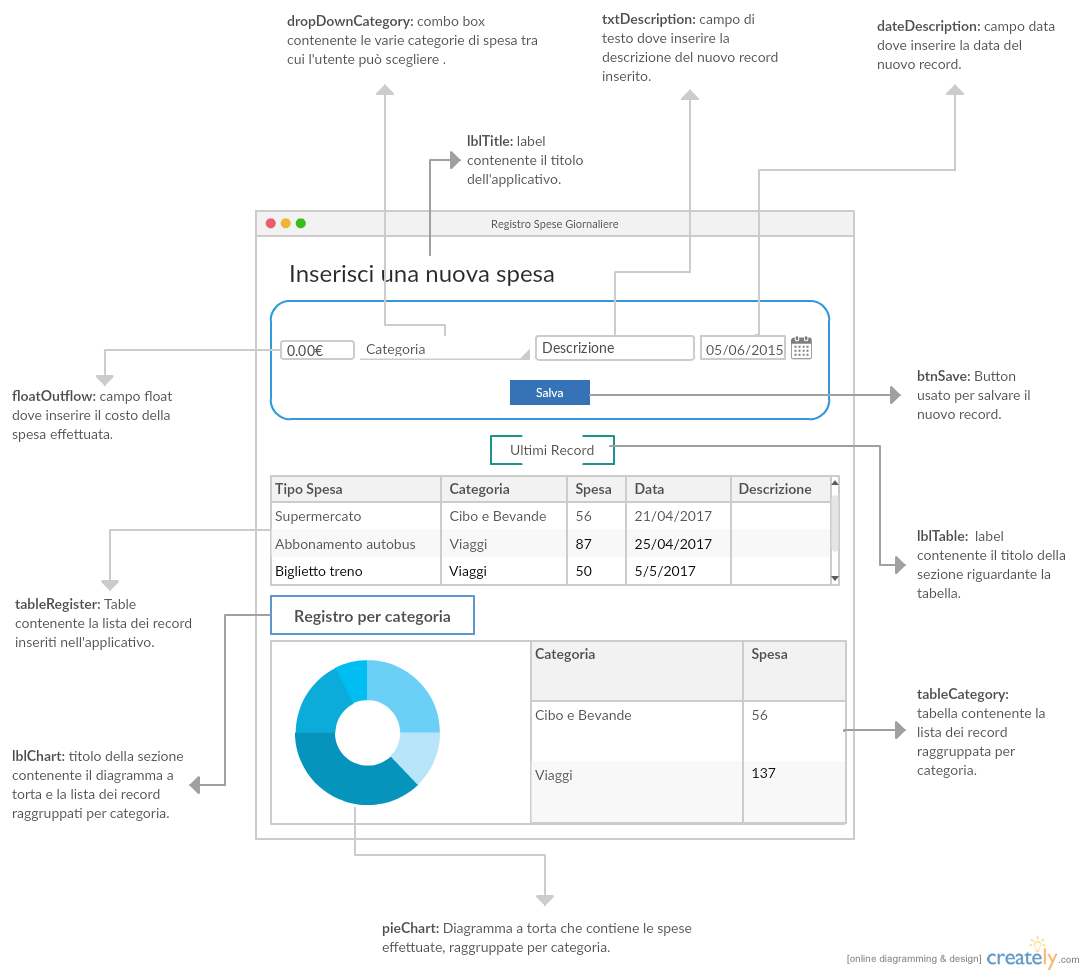 dropDownCategory: combo box
contenente le varie categorie di spesa tra
cui l'utente può scegliere .
txtDescription: campo di
testo dove inserire la
descrizione del nuovo record
inserito.
dateDescription: campo data
dove inserire la data del
nuovo record.
lblTitle: label
contenente il titolo
dell'applicativo.
Registro Spese Giornaliere
Inserisci una nuova spesa
0.00€
Categoria
Descrizione
05/06/2015
Salva
floatOutflow: campo float
dove inserire il costo della
spesa effettuata.
btnSave: Button
usato per salvare il
nuovo record.
Ultimi Record
Tipo Spesa Categoria Spesa Data Descrizione
Supermercato Cibo e Bevande 56 21/04/2017
Abbonamento autobus Viaggi 87 25/04/2017
Biglietto treno Viaggi 50 5/5/2017
lblTable: label
contenente il titolo della
sezione riguardante la
tabella.
tableRegister: Table
contenente la lista dei record
inseriti nell'applicativo.
Registro per categoria
Categoria Spesa
Cibo e Bevande 56
Viaggi 137
tableCategory:
tabella contenente la
lista dei record
raggruppata per
categoria.
lblChart: titolo della sezione
contenente il diagramma a
torta e la lista dei record
raggruppati per categoria.
pieChart: Diagramma a torta che contiene le spese
effettuate, raggruppate per categoria.
[online diagramming & design] creately.com